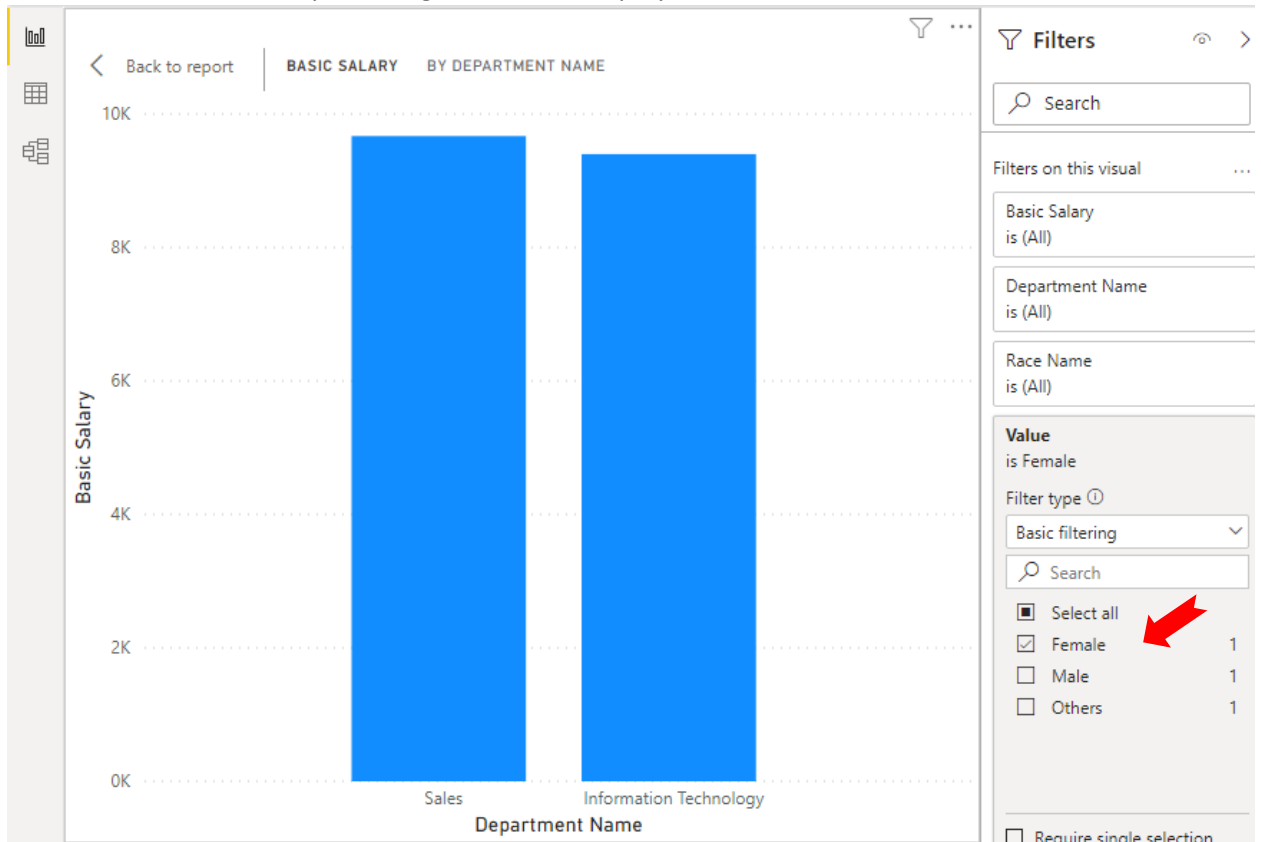 Back to report BASIC SALARY BY DEPARTMENT NAME
10K
8K
6K
4K
2K
0K
Basic Salary
Sales Information Technology
Department Name
Filters
Search
Filters on this visual
Basic Salary
is (All)
Department Name
is (All)
Race Name
is (All)
Value
is Female
Filter type
Basic filtering
Search
Select all
Female 1
Male 1
Others 1
Require single selection